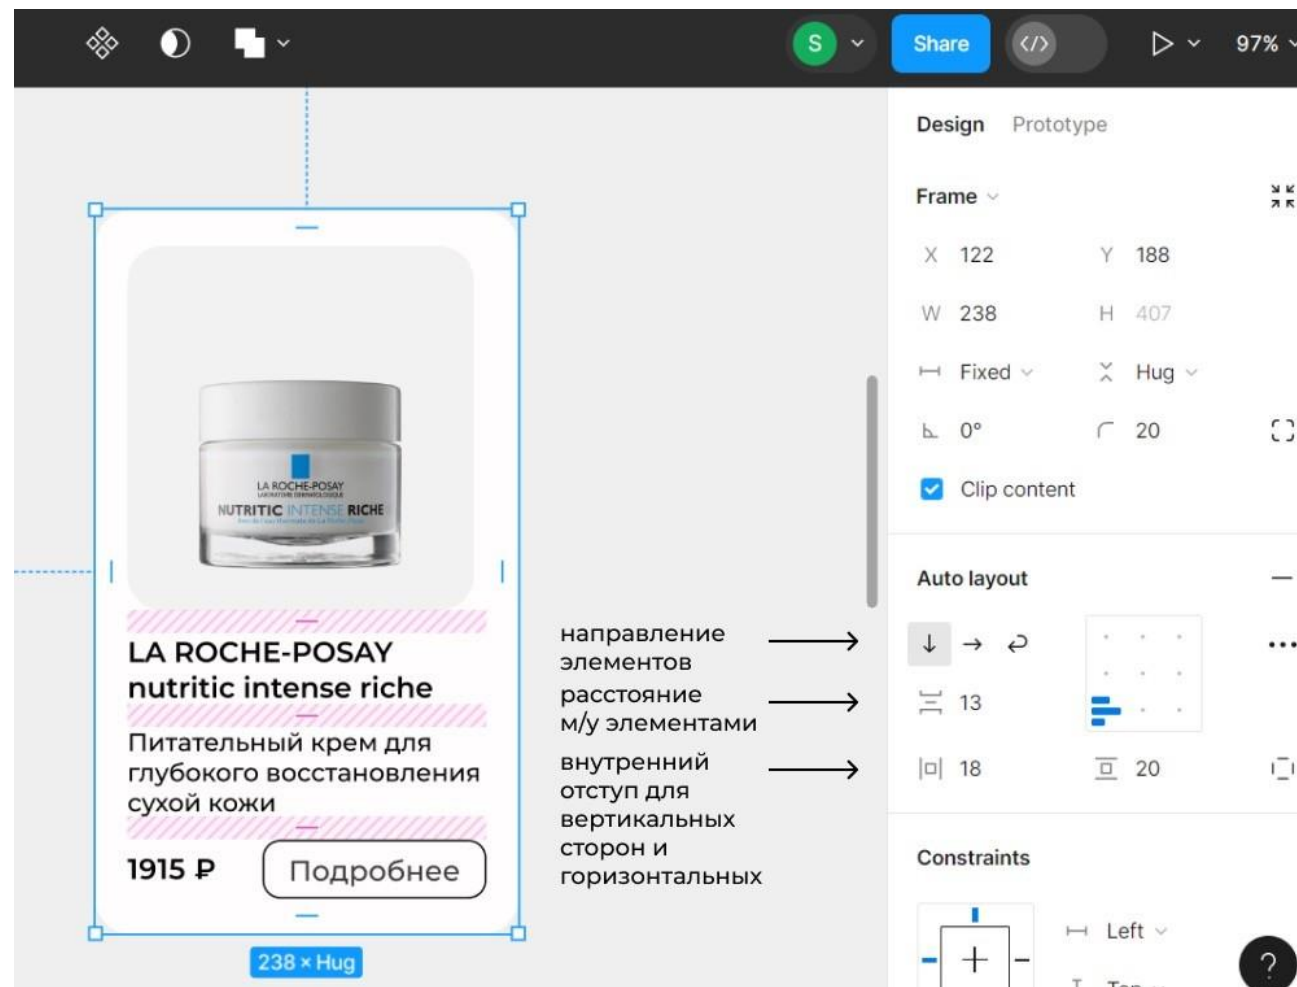 S
Share
97%
Design Prototype
Frame
X 122 Y 188
W 238 H 407
Fixed Hug
0° 20
Clip content
Auto layout
13
18 20
Constraints
Left
LA ROCHE-POSAY
NUTRITIC INTENSE RICHE
LA ROCHE-POSAY
nutritic intense riche
Питательный крем для
глубокого восстановления
сухой кожи
1915 ₽ Подробнее
238 × Hug
направление
элементов
расстояние
м/у элементами
внутренний
отступ для
вертикальных
сторон и
горизонтальных
?